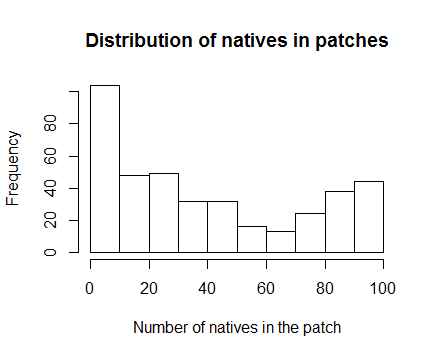 Distribution of natives in patches
Frequency
80
60
40
20
0
0 20 40 60 80 100
Number of natives in the patch